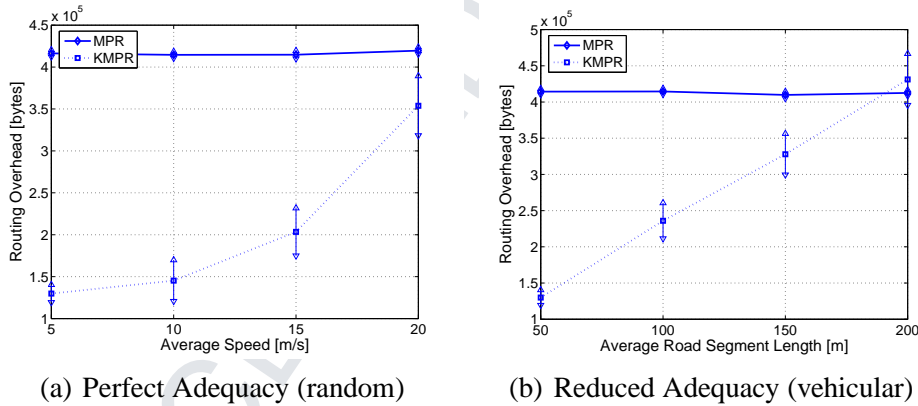 x 10^5
4.5
4
3.5
3
2.5
2
1.5
1
Routing Overhead [bytes]
MPR
KMPR
5 10 15 20
Average Speed [m/s]
(a) Perfect Adequacy (random)
x 10^5
5
4.5
4
3.5
3
2.5
2
1.5
1
Routing Overhead [bytes]
MPR
KMPR
50 100 150 200
Average Road Segment Length [m]
(b) Reduced Adequacy (vehicular)